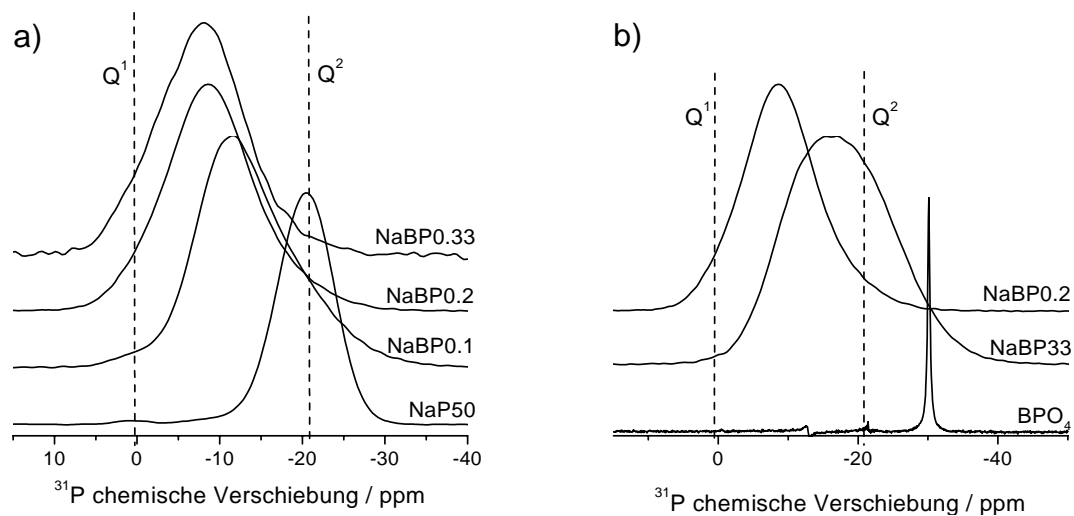 a)
Q¹
Q²
NaBP0.33
NaBP0.2
NaBP0.1
NaP50
10 0 -10 -20 -30 -40
³¹P chemische Verschiebung / ppm
b)
Q¹
Q²
NaBP0.2
NaBP33
BPO₄
0 -20 -40
³¹P chemische Verschiebung / ppm